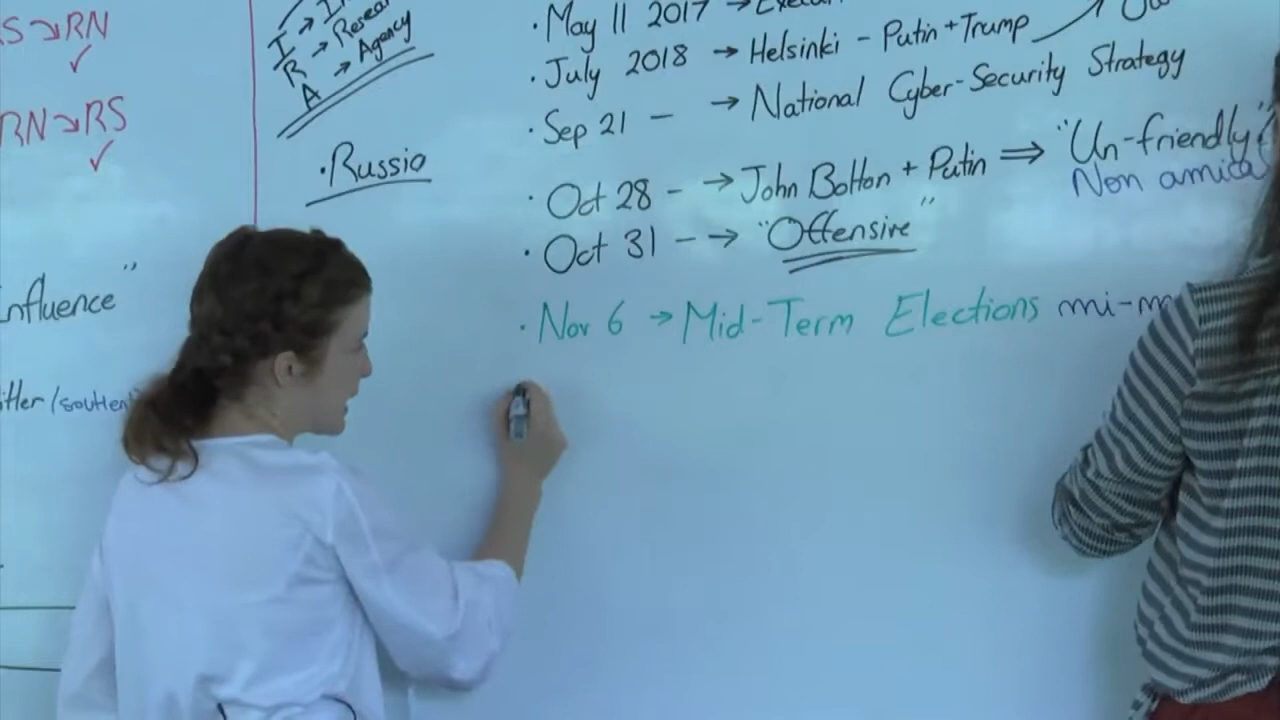 RN
✓
RN↘RS
✓
Influence"
I →
R → Resear
A → Agency
· Russia
· May 11 2017 →
· July 2018 → Helsinki - Putin + Trump
· Sep 21 - → National Cyber-Security Strategy
· Oct 28 - → John Bolton + Putin ⇒ "Un-friendly"
Non amica
· Oct 31 - → "Offensive"
· Nov 6 → Mid-Term Elections mi-m